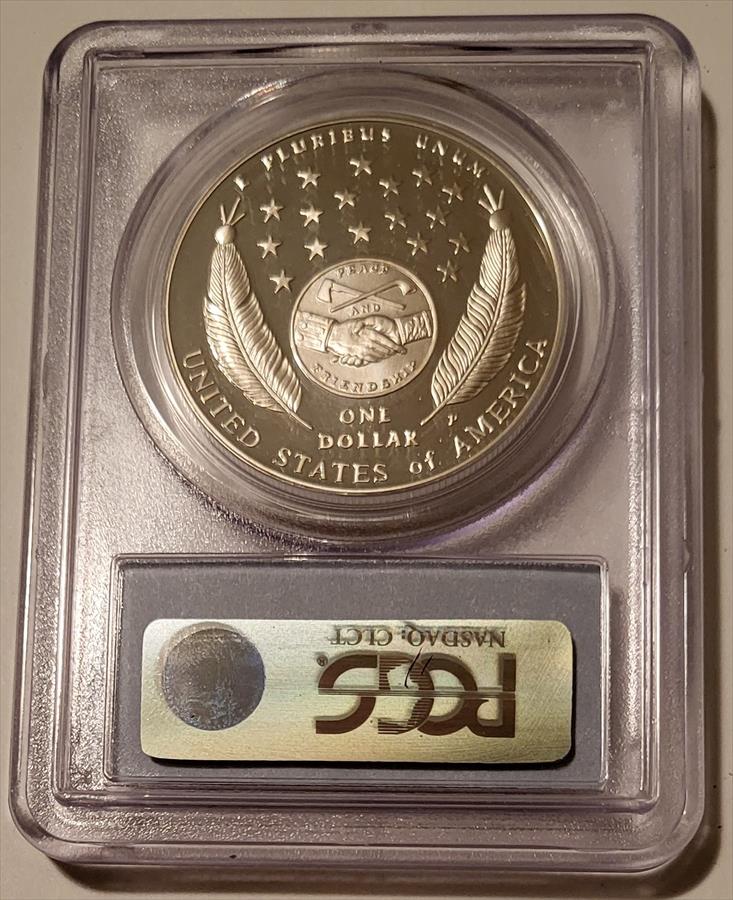 E PLURIBUS UNUM
PEACE
AND
FRIENDSHIP
ONE
DOLLAR
UNITED STATES of AMERICA
PCGS®
NASDAQ: CLCT